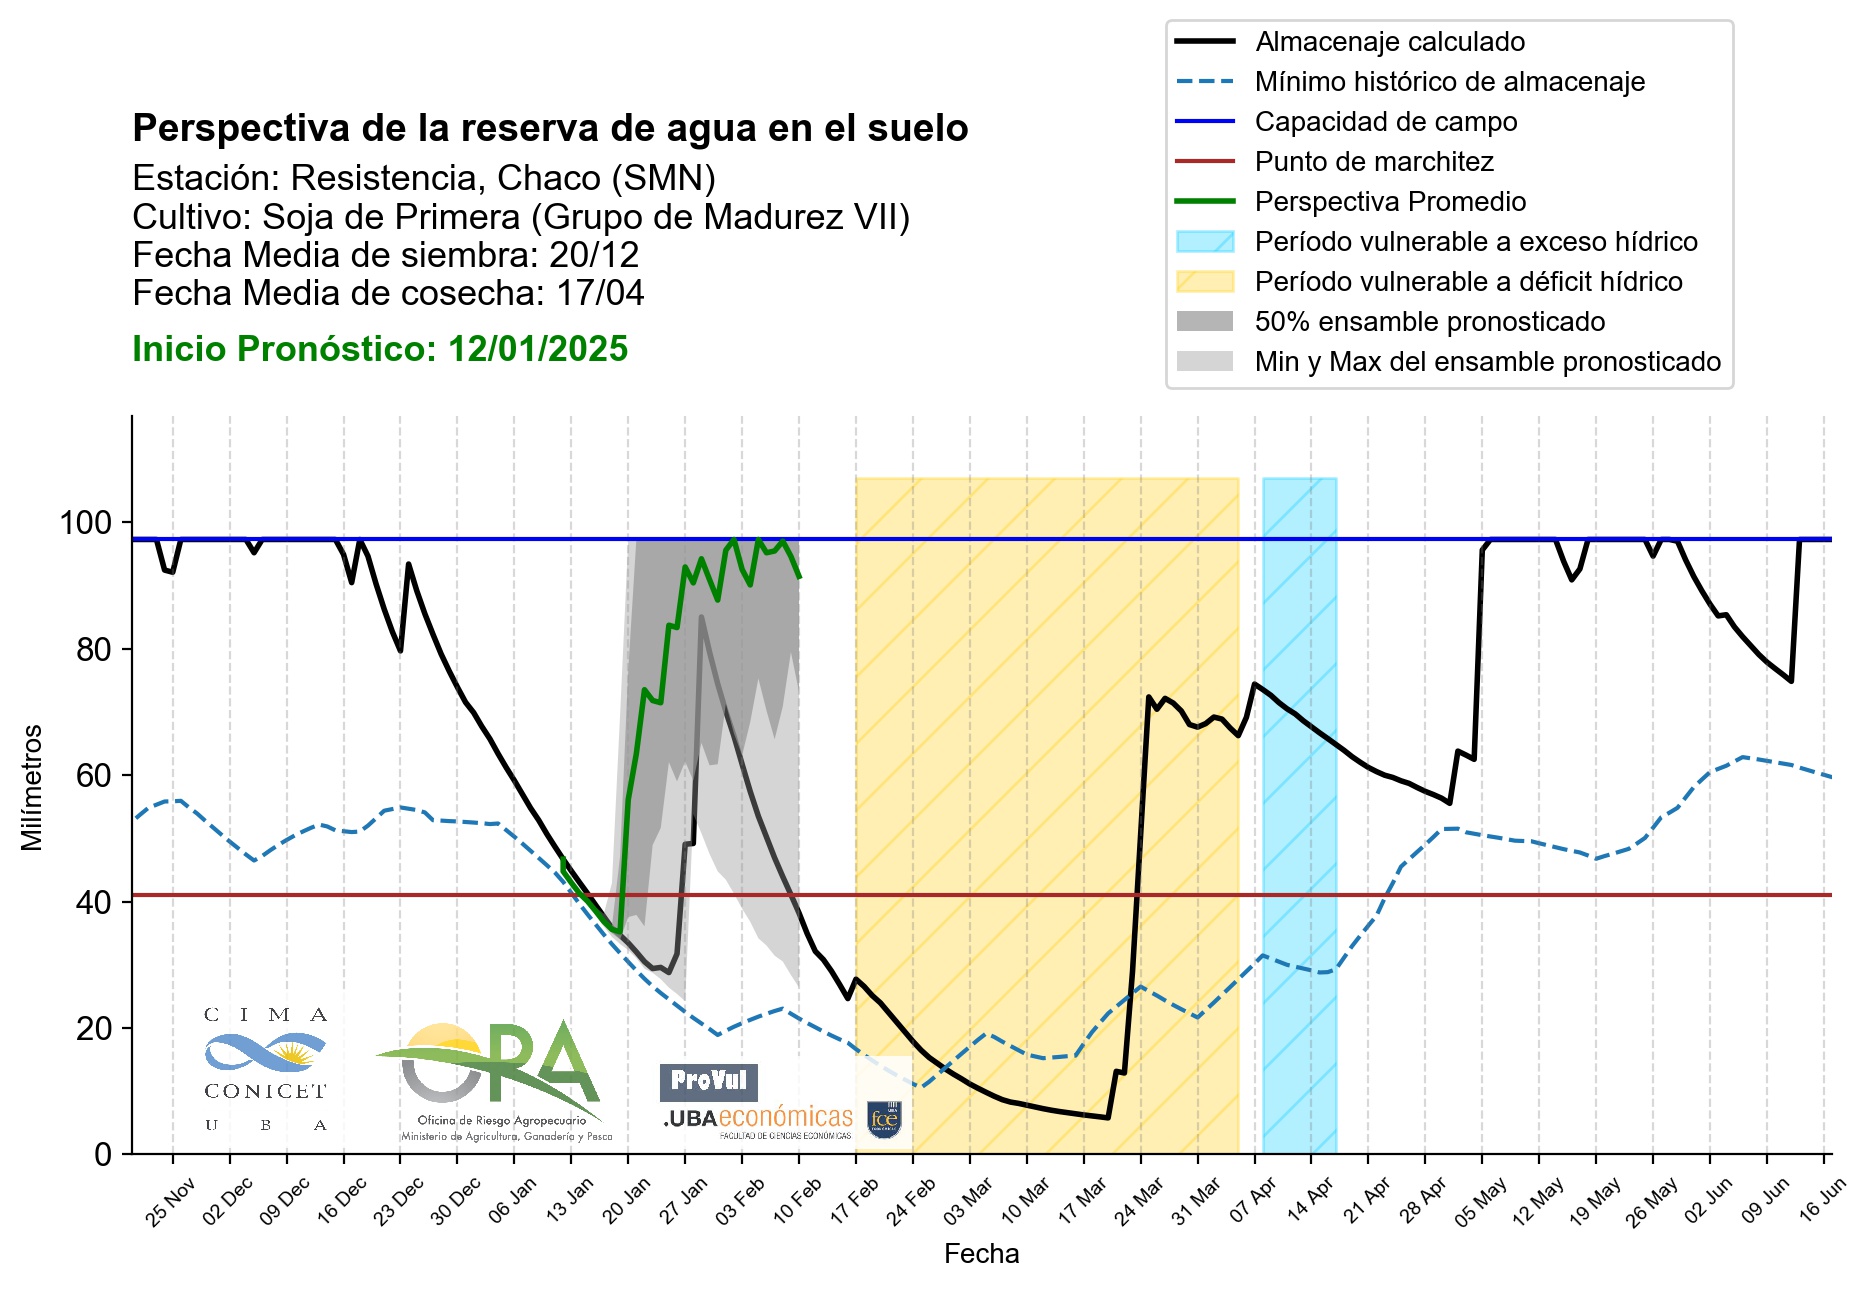 Almacenaje calculado
Mínimo histórico de almacenaje
Capacidad de campo
Punto de marchitez
Perspectiva Promedio
Período vulnerable a exceso hídrico
Período vulnerable a déficit hídrico
50% ensamble pronosticado
Min y Max del ensamble pronosticado
Perspectiva de la reserva de agua en el suelo
Estación: Resistencia, Chaco (SMN)
Cultivo: Soja de Primera (Grupo de Madurez VII)
Fecha Media de siembra: 20/12
Fecha Media de cosecha: 17/04
Inicio Pronóstico: 12/01/2025
Milímetros
100
80
60
40
20
0
CIMA
CONICET
UBA
ORA
Oficina de Riesgo Agropecuario
Ministerio de Agricultura, Ganadería y Pesca
ProVul
.UBAeconómicas
FACULTAD DE CIENCIAS ECONÓMICAS
UBA
fce
ECONÓMICAS
25 Nov
02 Dec
09 Dec
16 Dec
23 Dec
30 Dec
06 Jan
13 Jan
20 Jan
27 Jan
03 Feb
10 Feb
17 Feb
24 Feb
03 Mar
10 Mar
17 Mar
24 Mar
31 Mar
07 Apr
14 Apr
21 Apr
28 Apr
05 May
12 May
19 May
26 May
02 Jun
09 Jun
16 Jun
Fecha